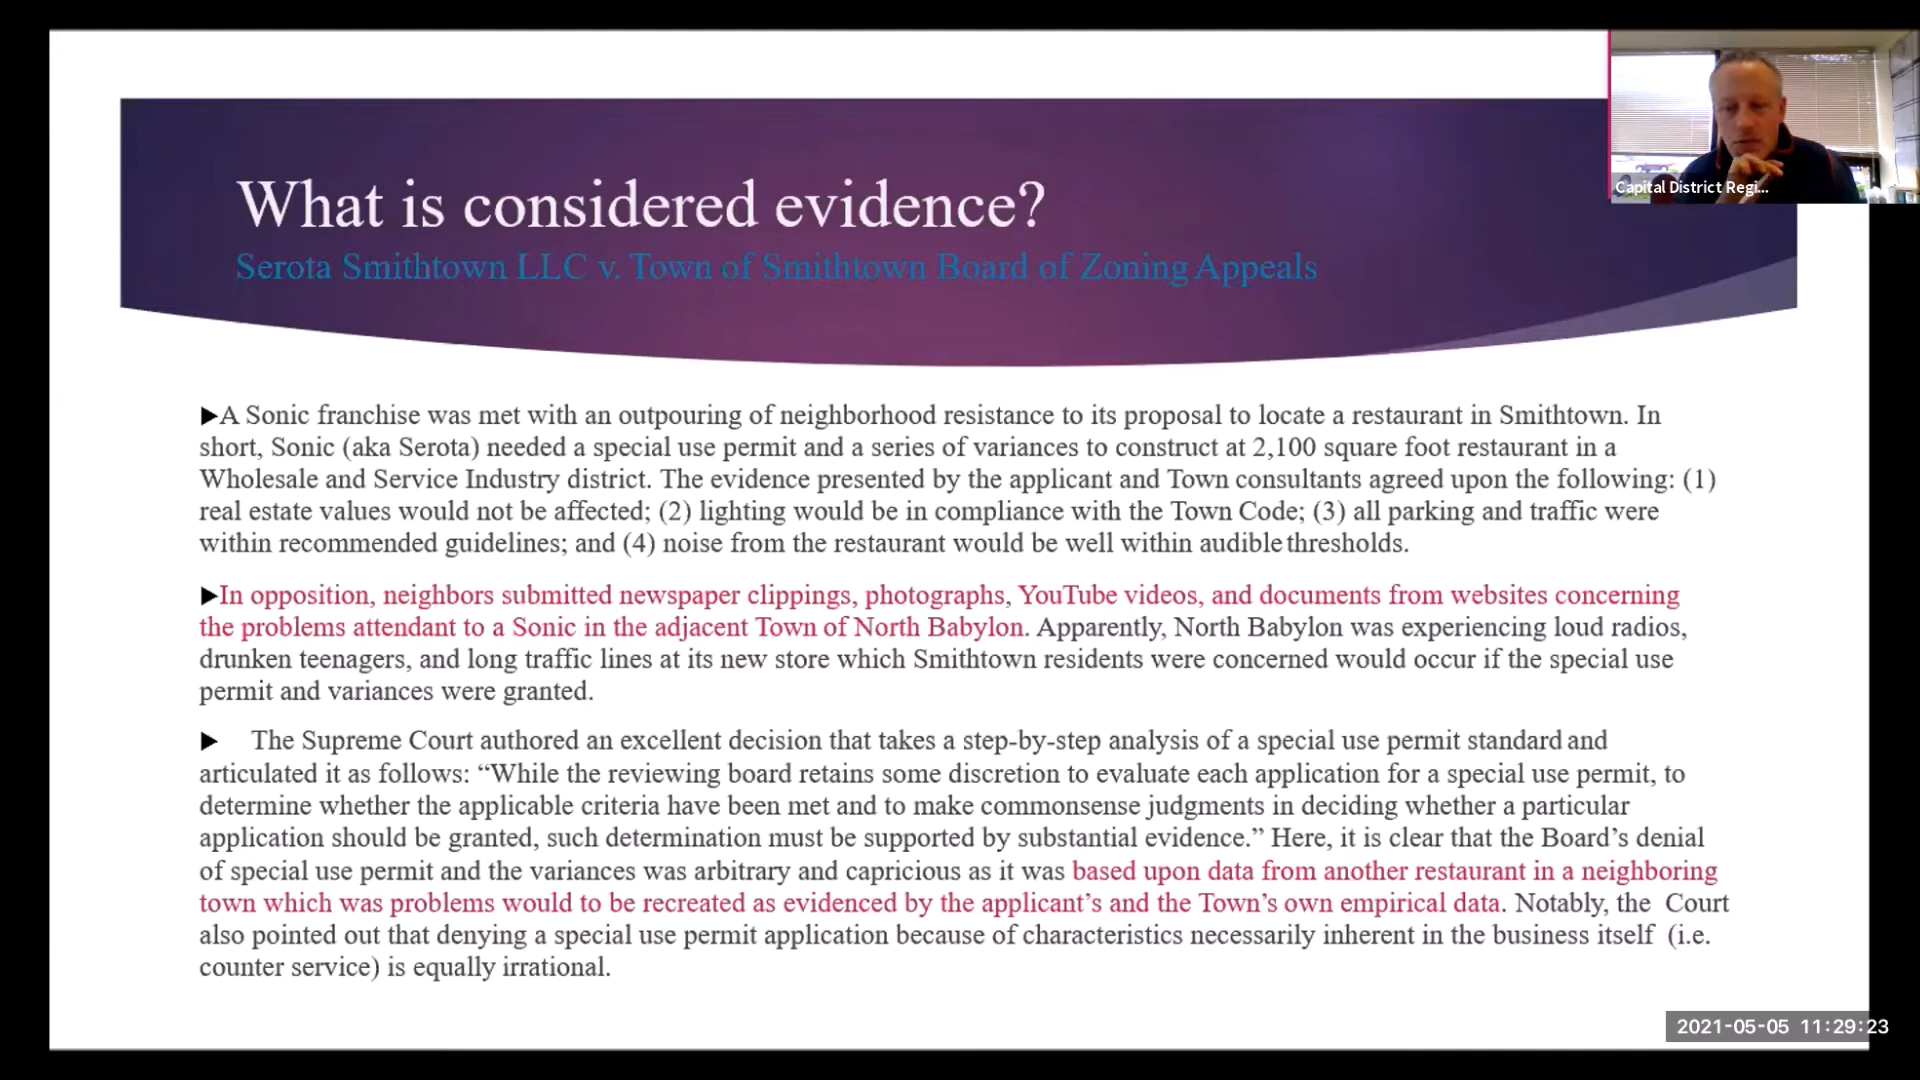 What is considered evidence?
Serota Smithtown LLC v. Town of Smithtown Board of Zoning Appeals
Capital District Regi...
▶A Sonic franchise was met with an outpouring of neighborhood resistance to its proposal to locate a restaurant in Smithtown. In
short, Sonic (aka Serota) needed a special use permit and a series of variances to construct at 2,100 square foot restaurant in a
Wholesale and Service Industry district. The evidence presented by the applicant and Town consultants agreed upon the following: (1)
real estate values would not be affected; (2) lighting would be in compliance with the Town Code; (3) all parking and traffic were
within recommended guidelines; and (4) noise from the restaurant would be well within audible thresholds.
▶In opposition, neighbors submitted newspaper clippings, photographs, YouTube videos, and documents from websites concerning
the problems attendant to a Sonic in the adjacent Town of North Babylon. Apparently, North Babylon was experiencing loud radios,
drunken teenagers, and long traffic lines at its new store which Smithtown residents were concerned would occur if the special use
permit and variances were granted.
▶ The Supreme Court authored an excellent decision that takes a step-by-step analysis of a special use permit standard and
articulated it as follows: “While the reviewing board retains some discretion to evaluate each application for a special use permit, to
determine whether the applicable criteria have been met and to make commonsense judgments in deciding whether a particular
application should be granted, such determination must be supported by substantial evidence.” Here, it is clear that the Board’s denial
of special use permit and the variances was arbitrary and capricious as it was based upon data from another restaurant in a neighboring
town which was problems would to be recreated as evidenced by the applicant’s and the Town’s own empirical data. Notably, the Court
also pointed out that denying a special use permit application because of characteristics necessarily inherent in the business itself (i.e.
counter service) is equally irrational.
2021-05-05 11:29:23